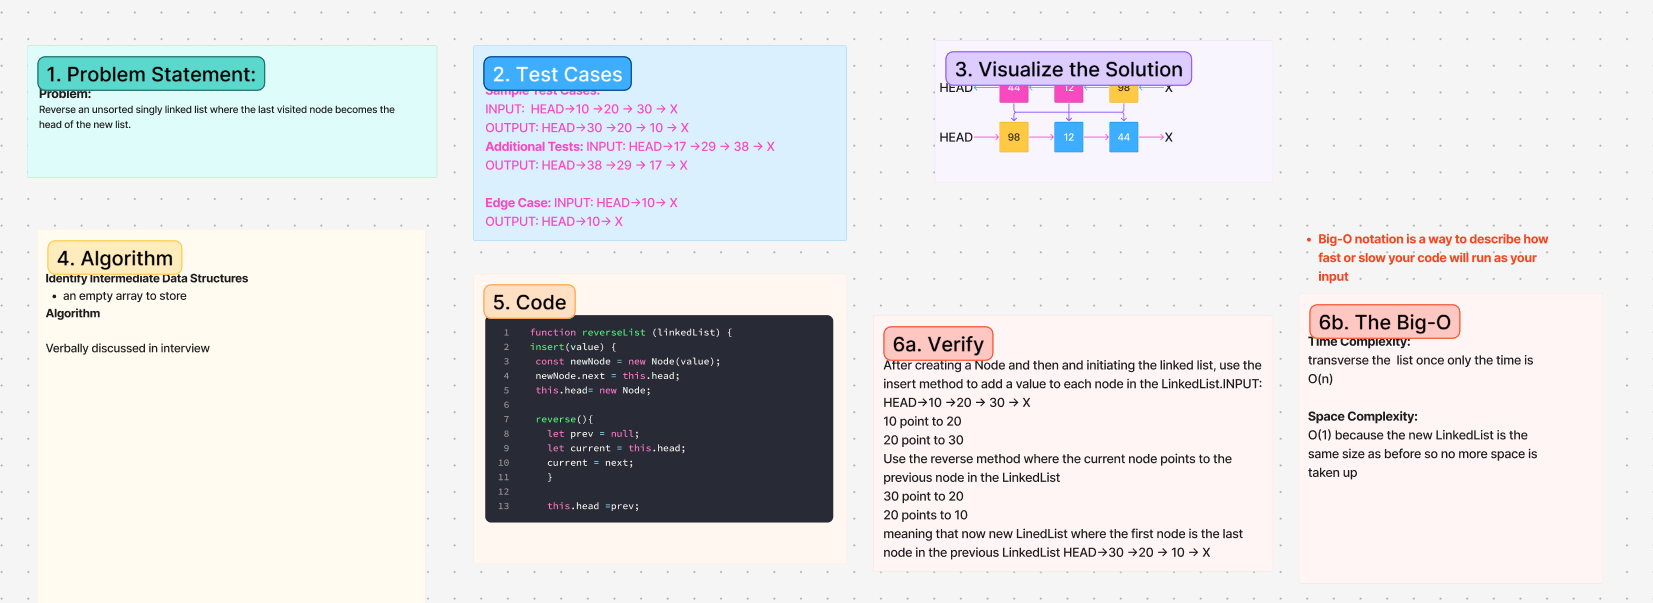 1. Problem Statement:
Problem:
Reverse an unsorted singly linked list where the last visited node becomes the
head of the new list.
2. Test Cases
Sample Test Cases:
INPUT: HEAD→10 →20 → 30 → X
OUTPUT: HEAD→30 →20 → 10 → X
Additional Tests: INPUT: HEAD→17 →29 → 38 → X
OUTPUT: HEAD→38 →29 → 17 → X
Edge Case: INPUT: HEAD→10→ X
OUTPUT: HEAD→10→ X
3. Visualize the Solution
HEAD 44 12 98 X
HEAD 98 12 44 X
4. Algorithm
Identify Intermediate Data Structures
• an empty array to store
Algorithm
Verbally discussed in interview
5. Code
1 function reverseList (linkedList) {
2 insert(value) {
3 const newNode = new Node(value);
4 newNode.next = this.head;
5 this.head= new Node;
6
7 reverse(){
8 let prev = null;
9 let current = this.head;
10 current = next;
11 }
12
13 this.head =prev;
6a. Verify
After creating a Node and then and initiating the linked list, use the
insert method to add a value to each node in the LinkedList.INPUT:
HEAD→10 →20 → 30 → X
10 point to 20
20 point to 30
Use the reverse method where the current node points to the
previous node in the LinkedList
30 point to 20
20 points to 10
meaning that now new LinedList where the first node is the last
node in the previous LinkedList HEAD→30 →20 → 10 → X
• Big-O notation is a way to describe how
fast or slow your code will run as your
input
6b. The Big-O
Time Complexity:
transverse the list once only the time is
O(n)
Space Complexity:
O(1) because the new LinkedList is the
same size as before so no more space is
taken up